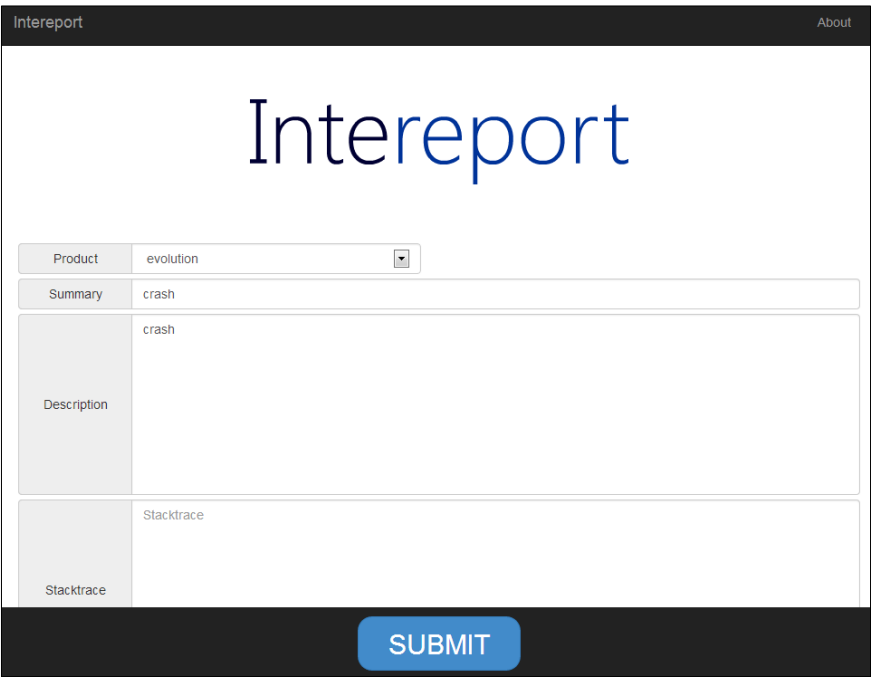 Intereport About
Intereport
Product evolution
Summary crash
Description crash
Stacktrace Stacktrace
SUBMIT